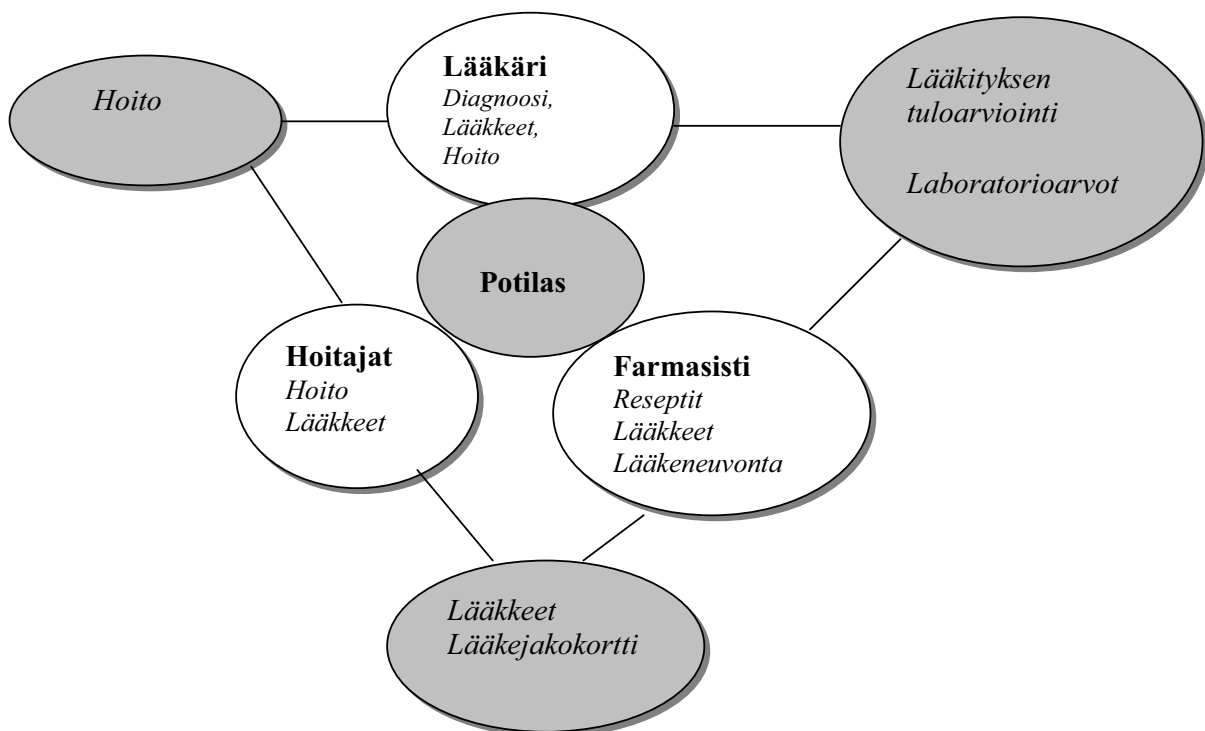 Hoito
Lääkäri
Diagnoosi,
Lääkkeet,
Hoito
Lääkityksen
tuloarviointi
Laboratorioarvot
Potilas
Hoitajat
Hoito
Lääkkeet
Farmasisti
Reseptit
Lääkkeet
Lääkeneuvonta
Lääkkeet
Lääkejakokortti